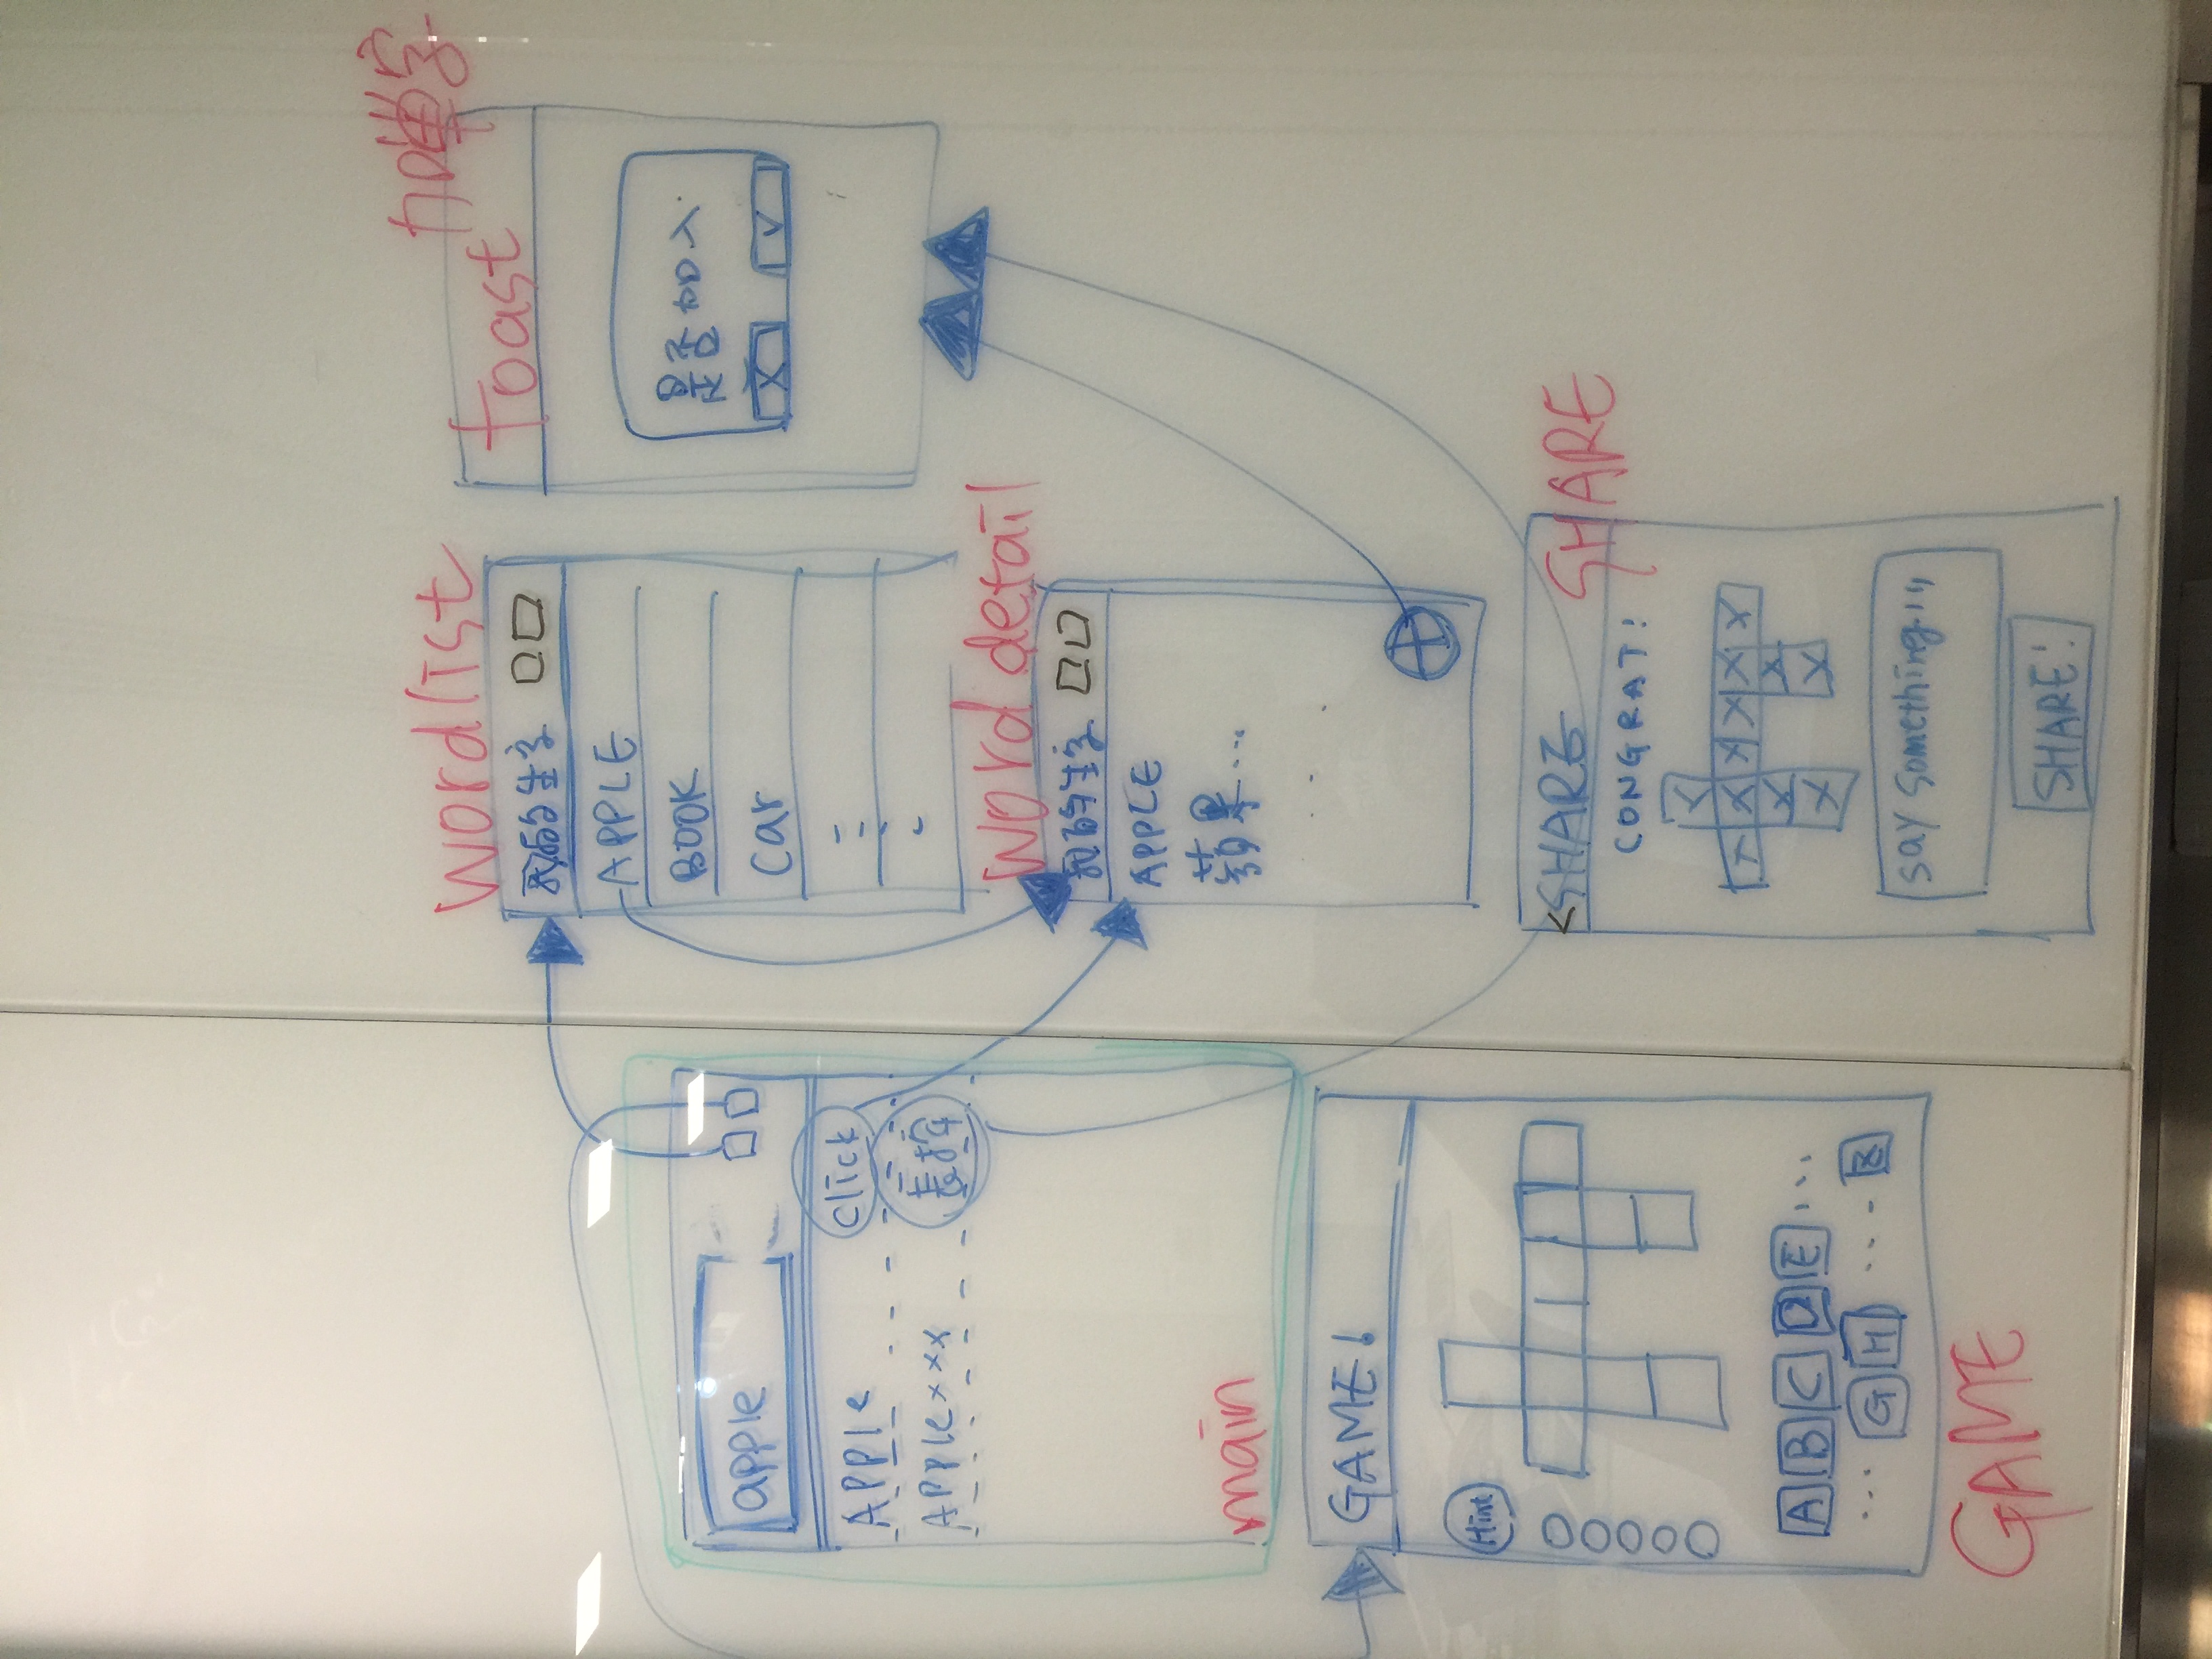 apple
APPle
click
APPlexxx
長按
main
GAME!
Hint
A B C D E ...
... G H .... Z
GAME
wordlist
我的生字
APPLE
BOOK
Car
word detail
我的生字
APPLE
蘋果...
加單字
toast
是否加入
X ✓
<SHARE
SHARE
CONGRAT!
say something...
SHARE!